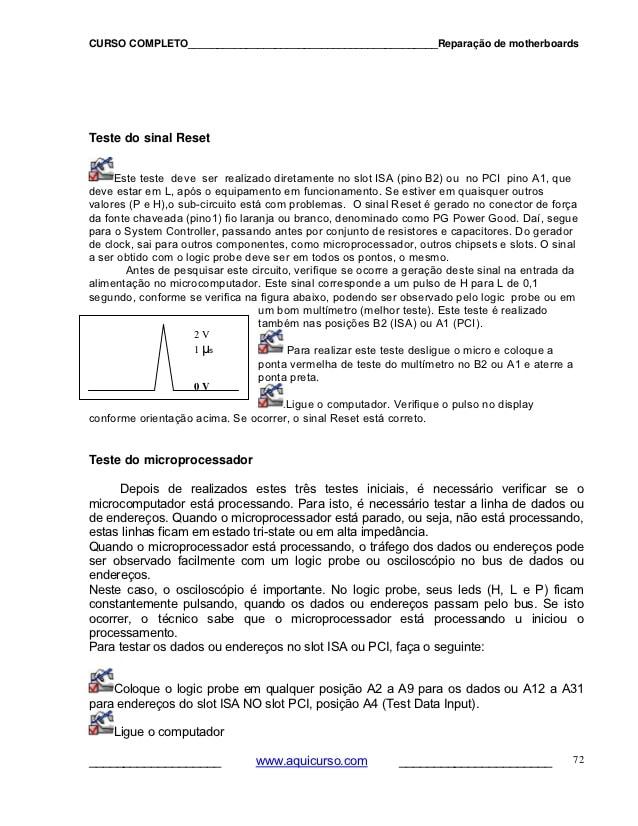 CURSO COMPLETO__________________________________________Reparação de motherboards
Teste do sinal Reset
Este teste deve ser realizado diretamente no slot ISA (pino B2) ou no PCI pino A1, que
deve estar em L, após o equipamento em funcionamento. Se estiver em quaisquer outros
valores (P e H),o sub-circuito está com problemas. O sinal Reset é gerado no conector de força
da fonte chaveada (pino1) fio laranja ou branco, denominado como PG Power Good. Daí, segue
para o System Controller, passando antes por conjunto de resistores e capacitores. Do gerador
de clock, sai para outros componentes, como microprocessador, outros chipsets e slots. O sinal
a ser obtido com o logic probe deve ser em todos os pontos, o mesmo.
Antes de pesquisar este circuito, verifique se ocorre a geração deste sinal na entrada da
alimentação no microcomputador. Este sinal corresponde a um pulso de H para L de 0,1
segundo, conforme se verifica na figura abaixo, podendo ser observado pelo logic probe ou em
um bom multímetro (melhor teste). Este teste é realizado
também nas posições B2 (ISA) ou A1 (PCI).
2 V
1 µs
0 V
Para realizar este teste desligue o micro e coloque a
ponta vermelha de teste do multímetro no B2 ou A1 e aterre a
ponta preta.
.Ligue o computador. Verifique o pulso no display
conforme orientação acima. Se ocorrer, o sinal Reset está correto.
Teste do microprocessador
Depois de realizados estes três testes iniciais, é necessário verificar se o
microcomputador está processando. Para isto, é necessário testar a linha de dados ou
de endereços. Quando o microprocessador está parado, ou seja, não está processando,
estas linhas ficam em estado tri-state ou em alta impedância.
Quando o microprocessador está processando, o tráfego dos dados ou endereços pode
ser observado facilmente com um logic probe ou osciloscópio no bus de dados ou
endereços.
Neste caso, o osciloscópio é importante. No logic probe, seus leds (H, L e P) ficam
constantemente pulsando, quando os dados ou endereços passam pelo bus. Se isto
ocorrer, o técnico sabe que o microprocessador está processando u iniciou o
processamento.
Para testar os dados ou endereços no slot ISA ou PCI, faça o seguinte:
Coloque o logic probe em qualquer posição A2 a A9 para os dados ou A12 a A31
para endereços do slot ISA NO slot PCI, posição A4 (Test Data Input).
Ligue o computador
___________________ www.aquicurso.com ______________________ 72